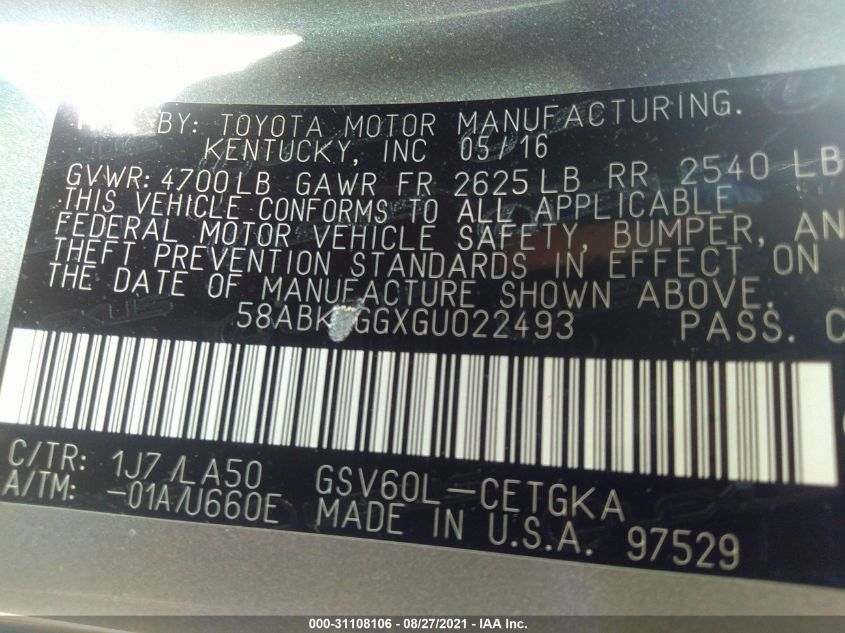 BY: TOYOTA MOTOR MANUFACTURING.
KENTUCKY, INC 05/16
GVWR: 4700LB GAWR FR 2625LB RR 2540 LB
THIS VEHICLE CONFORMS TO ALL APPLICABLE
FEDERAL MOTOR VEHICLE SAFETY, BUMPER, AN
THEFT PREVENTION STANDARDS IN EFFECT ON
THE DATE OF MANUFACTURE SHOWN ABOVE.
58ABK GGXGU022493 PASS. C
C/TR: 1J7/LA50 GSV60L-CETGKA
A/TM: -01A/U660E MADE IN U.S.A. 97529
000-31108106 - 08/27/2021 - IAA Inc.